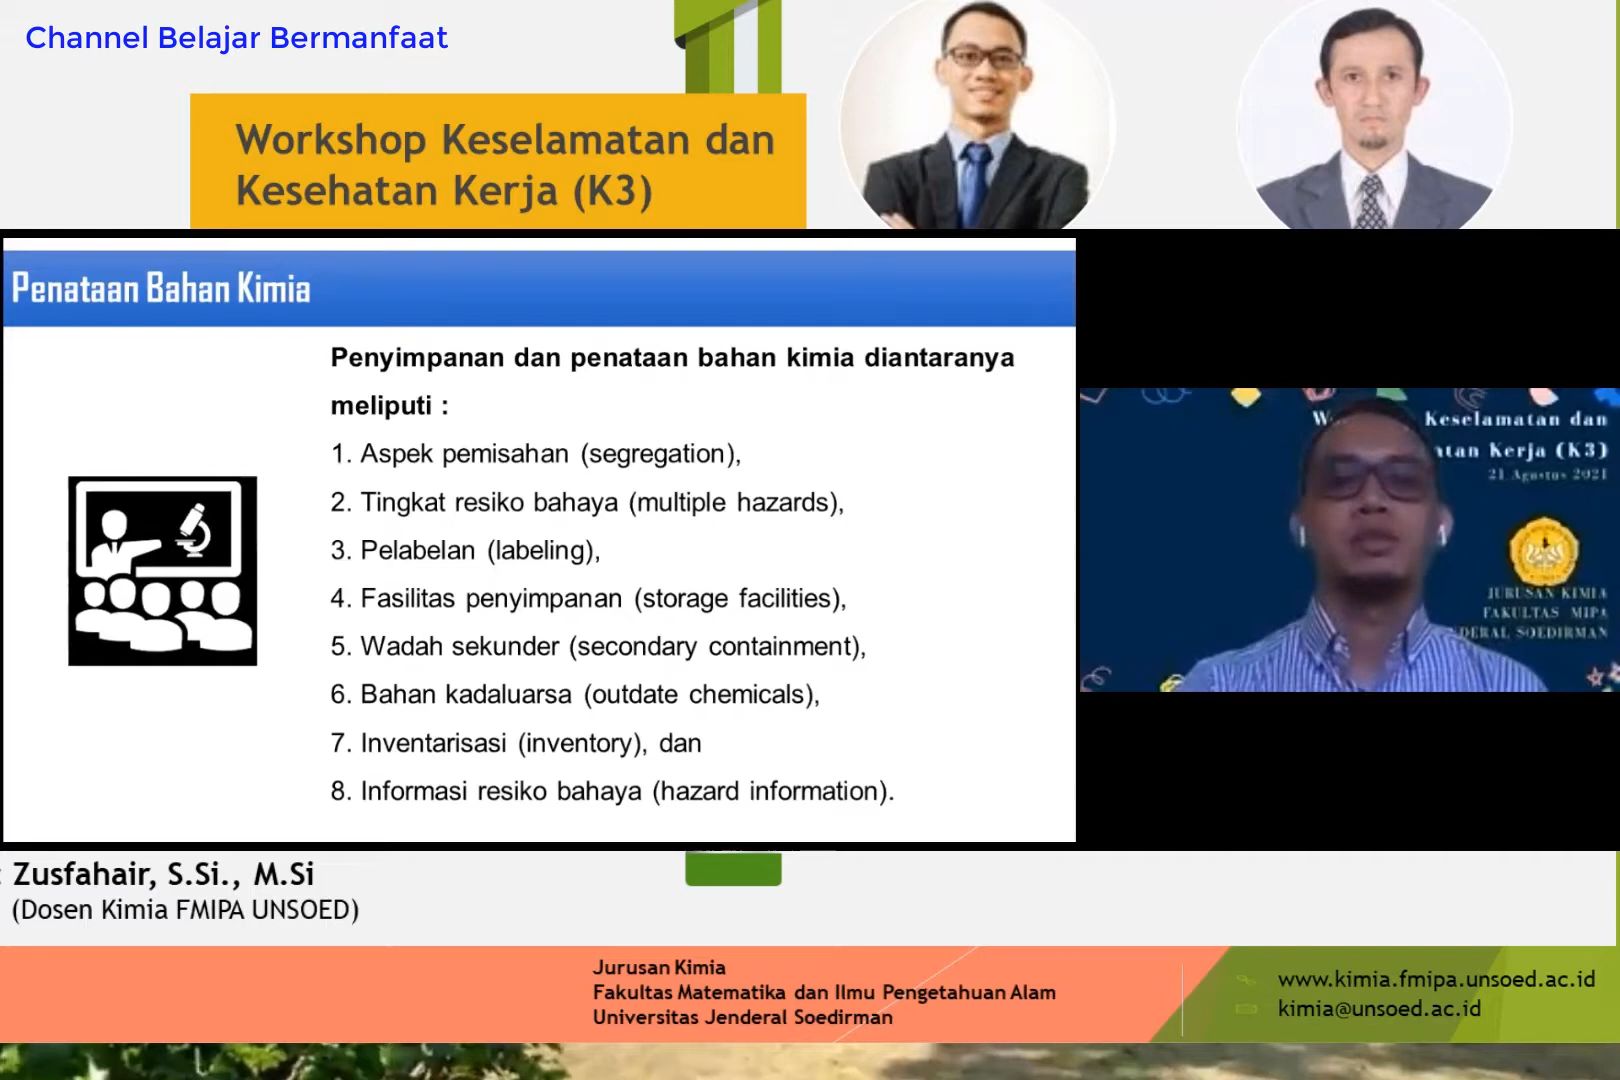 Channel Belajar Bermanfaat
Workshop Keselamatan dan
Kesehatan Kerja (K3)
Penataan Bahan Kimia
Penyimpanan dan penataan bahan kimia diantaranya
meliputi :
1. Aspek pemisahan (segregation),
2. Tingkat resiko bahaya (multiple hazards),
3. Pelabelan (labeling),
4. Fasilitas penyimpanan (storage facilities),
5. Wadah sekunder (secondary containment),
6. Bahan kadaluarsa (outdate chemicals),
7. Inventarisasi (inventory), dan
8. Informasi resiko bahaya (hazard information).
Keselamatan dan
Kerja (K3)
21 Agustus 2021
JURUSAN KIMIA
FAKULTAS MIPA
SOEDIRMAN
: Zusfahair, S.Si., M.Si
(Dosen Kimia FMIPA UNSOED)
Jurusan Kimia
Fakultas Matematika dan Ilmu Pengetahuan Alam
Universitas Jenderal Soedirman
www.kimia.fmipa.unsoed.ac.id
kimia@unsoed.ac.id